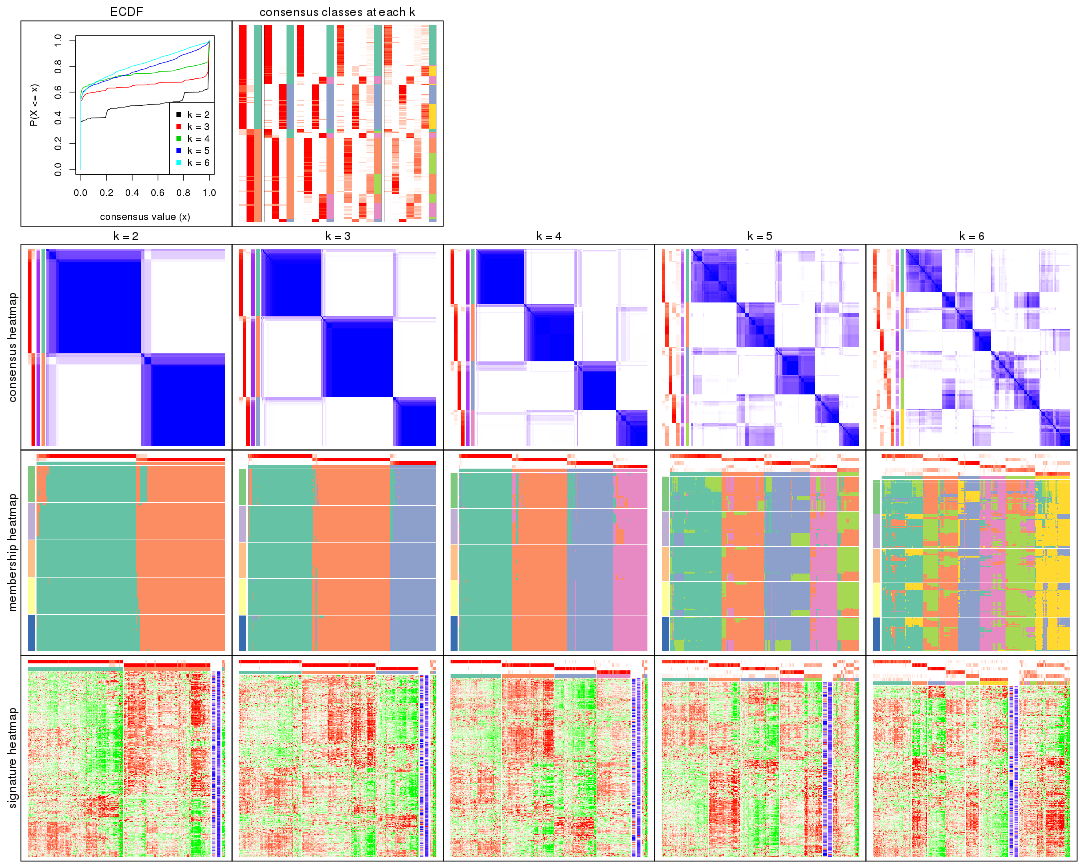 ECDF
consensus classes at each k
P(X <= x)
0.0 0.2 0.4 0.6 0.8 1.0
k = 2
k = 3
k = 4
k = 5
k = 6
0.0 0.2 0.4 0.6 0.8 1.0
consensus value (x)
k = 2
k = 3
k = 4
k = 5
k = 6
consensus heatmap
membership heatmap
signature heatmap